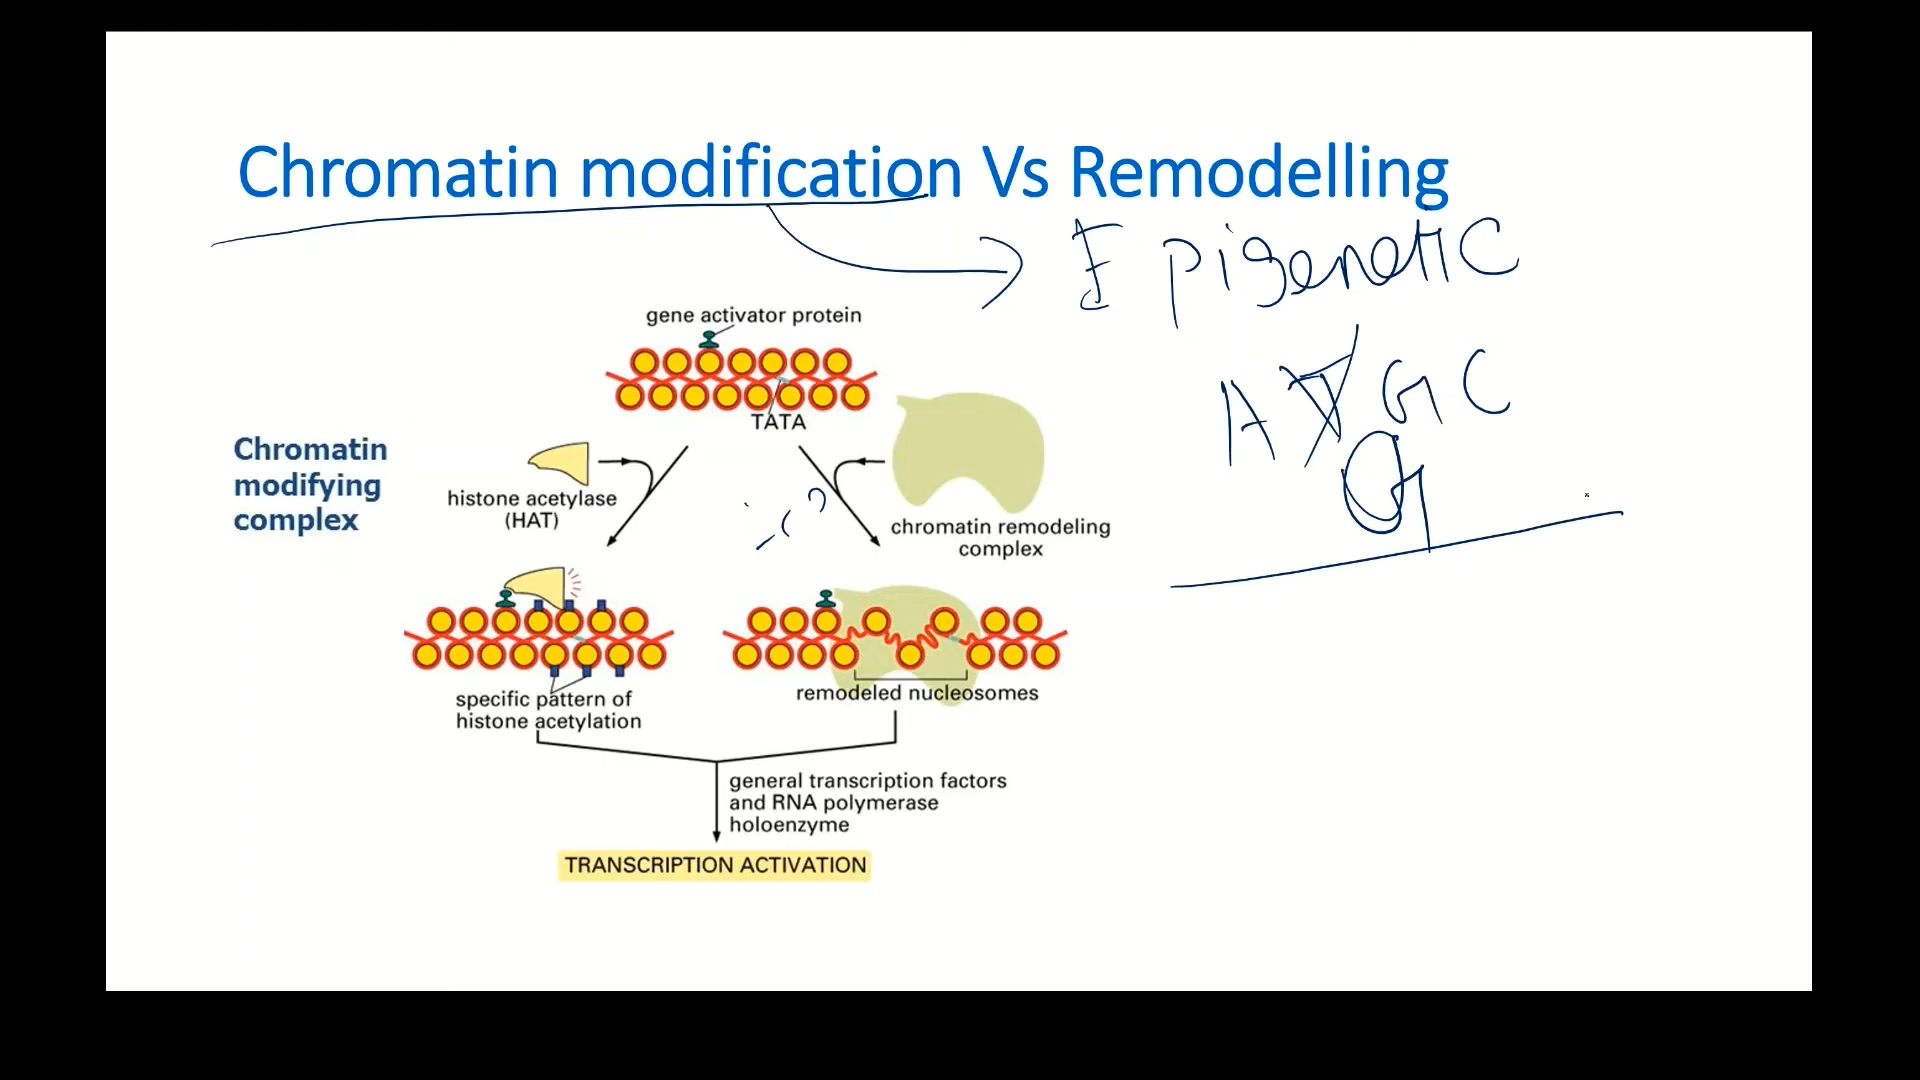 Chromatin modification Vs Remodelling
Epigenetic
gene activator protein
A T G C
G
TATA
Chromatin
modifying
complex
histone acetylase
(HAT)
chromatin remodeling
complex
specific pattern of
histone acetylation
remodeled nucleosomes
general transcription factors
and RNA polymerase
holoenzyme
TRANSCRIPTION ACTIVATION